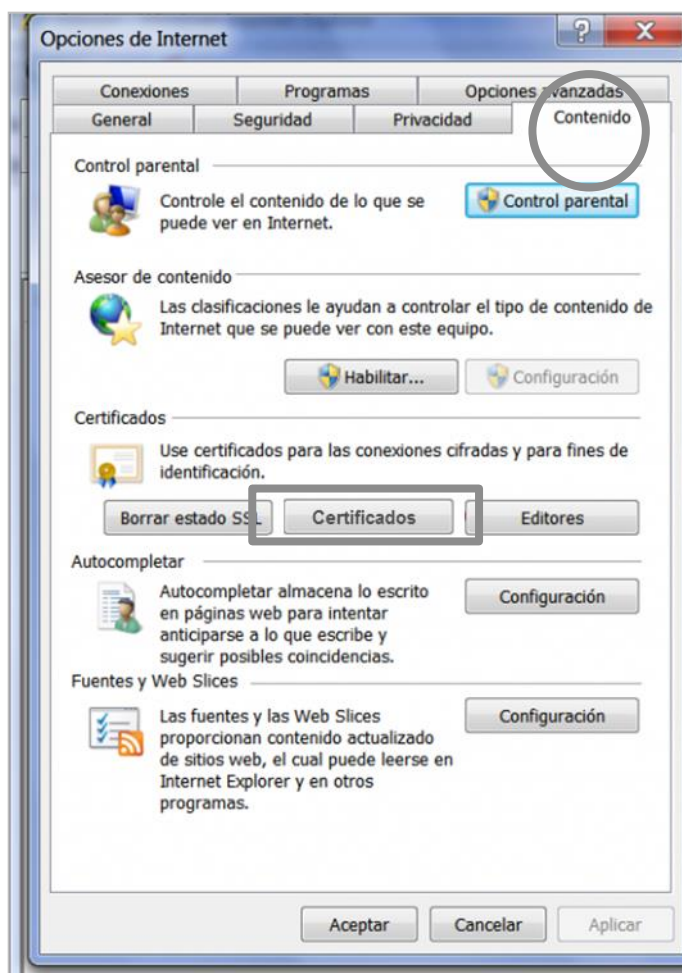 Opciones de Internet
Conexiones Programas Opciones avanzadas
General Seguridad Privacidad Contenido
Control parental
Controle el contenido de lo que se
puede ver en Internet.
Control parental
Asesor de contenido
Las clasificaciones le ayudan a controlar el tipo de contenido de
Internet que se puede ver con este equipo.
Habilitar... Configuración
Certificados
Use certificados para las conexiones cifradas y para fines de
identificación.
Borrar estado SSL Certificados Editores
Autocompletar
Autocompletar almacena lo escrito
en páginas web para intentar
anticiparse a lo que escribe y
sugerir posibles coincidencias.
Configuración
Fuentes y Web Slices
Las fuentes y las Web Slices
proporcionan contenido actualizado
de sitios web, el cual puede leerse en
Internet Explorer y en otros
programas.
Configuración
Aceptar Cancelar Aplicar